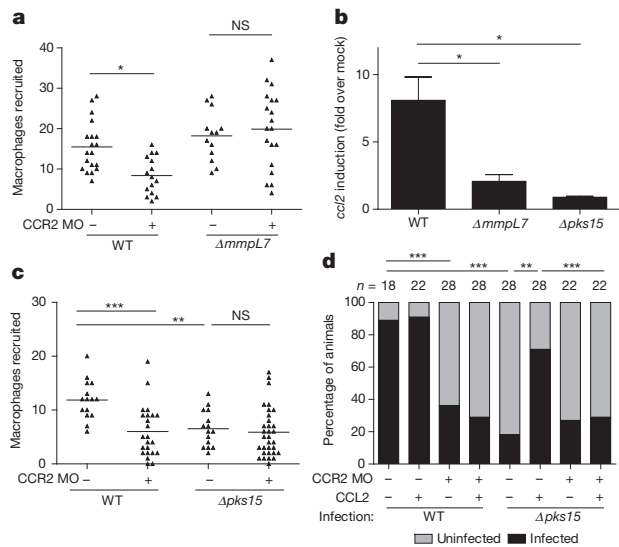 a
Macrophages recruited
40
30
20
10
0
*
NS
CCR2 MO – + – +
WT ΔmmpL7
b
ccl2 induction (fold over mock)
10
5
0
*
*
WT ΔmmpL7 Δpks15
c
Macrophages recruited
30
20
10
0
***
** NS
CCR2 MO – + – +
WT Δpks15
d
*** ** ***
***
n = 18 22 28 28 28 28 22 22
Percentage of animals
100
80
60
40
20
0
CCR2 MO – – + + – – + +
CCL2 – + – + – + – +
Infection: WT Δpks15
Uninfected Infected